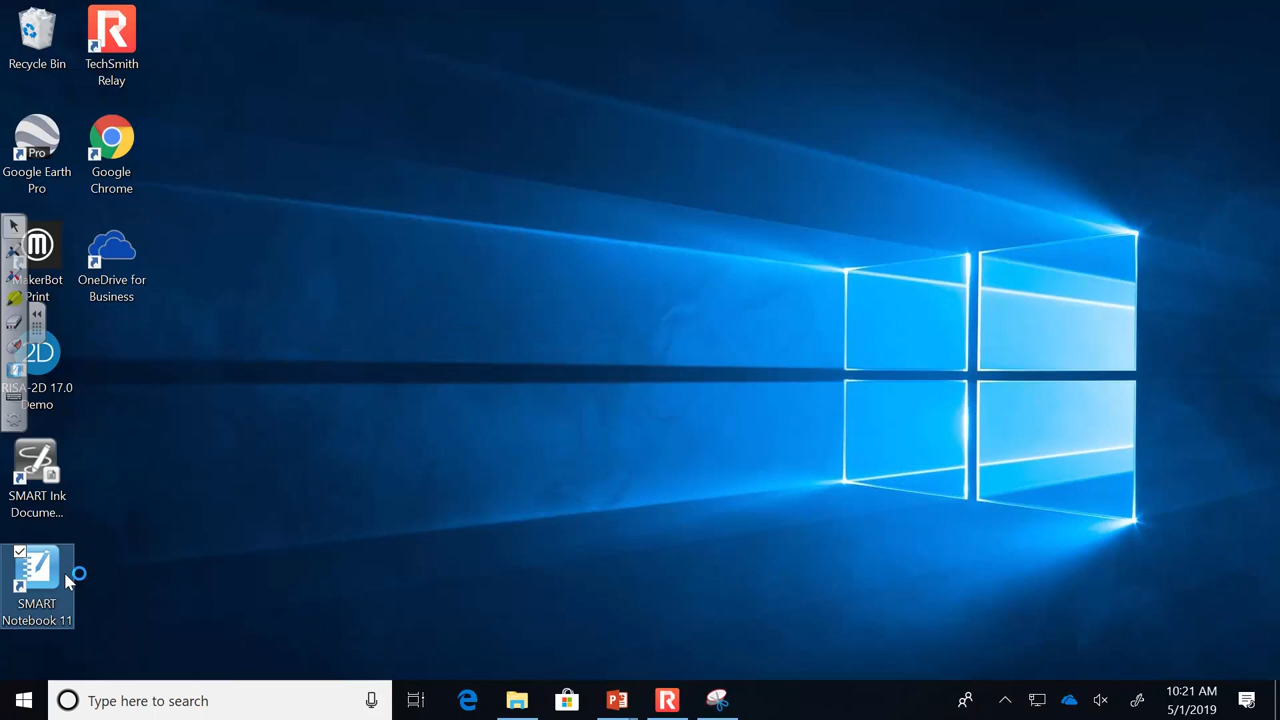 Recycle Bin
TechSmith
Relay
Pro
Google Earth
Pro
Google
Chrome
MakerBot
Print
OneDrive for
Business
2D
RISA-2D 17.0
Demo
SMART Ink
Docume...
SMART
Notebook 11
Type here to search
10:21 AM
5/1/2019